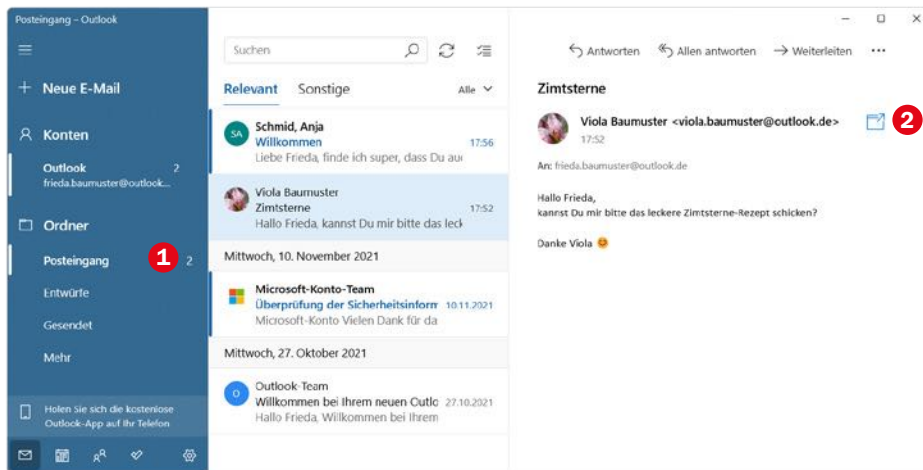 Posteingang – Outlook
Neue E-Mail
Konten
Outlook 2
frieda.baumuster@outlook...
Ordner
Posteingang 1 2
Entwürfe
Gesendet
Mehr
Holen Sie sich die kostenlose
Outlook-App auf Ihr Telefon
Suchen
Relevant Sonstige Alle
SA Schmid, Anja
Willkommen 17:56
Liebe Frieda, finde ich super, dass Du au
Viola Baumuster
Zimtsterne 17:52
Hallo Frieda, kannst Du mir bitte das leck
Mittwoch, 10. November 2021
Microsoft-Konto-Team
Überprüfung der Sicherheitsinform 10.11.2021
Microsoft-Konto Vielen Dank für da
Mittwoch, 27. Oktober 2021
O Outlook-Team
Willkommen bei Ihrem neuen Outlo 27.10.2021
Hallo Frieda, Willkommen bei Ihrem
Antworten Allen antworten Weiterleiten ...
Zimtsterne
Viola Baumuster <viola.baumuster@outlook.de> 2
17:52
An: frieda.baumuster@outlook.de
Hallo Frieda,
kannst Du mir bitte das leckere Zimtsterne-Rezept schicken?
Danke Viola 😊